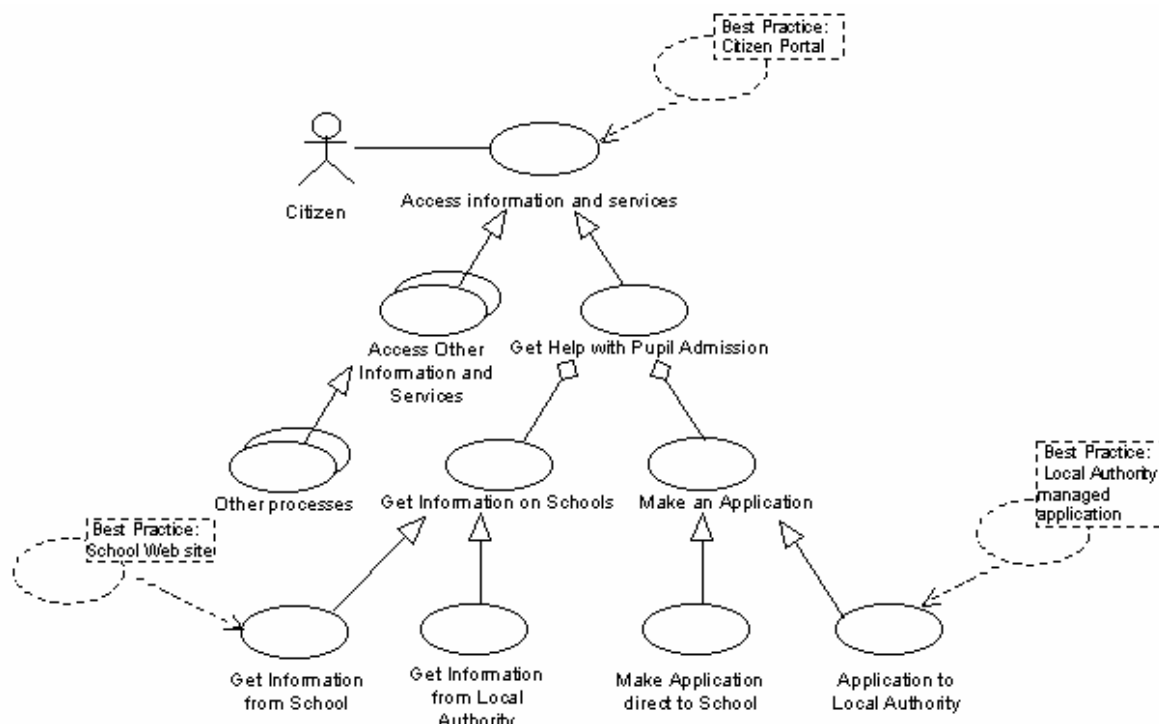 Best Practice:
Citizen Portal
Citizen
Access information and services
Access Other
Information and
Services
Get Help with Pupil Admission
Other processes
Get Information on Schools
Make an Application
Best Practice:
Local Authority
managed
application
Best Practice:
School Web site
Get Information
from School
Get Information
from Local
Authority
Make Application
direct to School
Application to
Local Authority